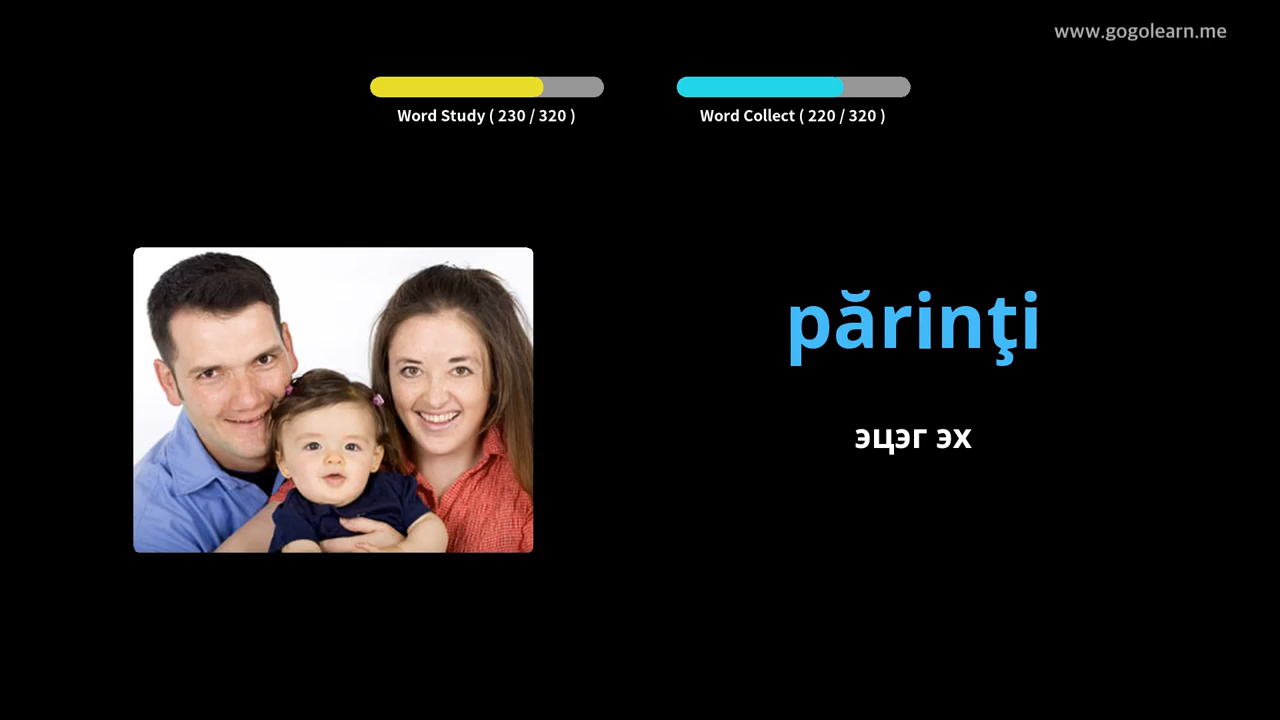 www.gogolearn.me
Word Study ( 230 / 320 )
Word Collect ( 220 / 320 )
părinţi
эцэг эх